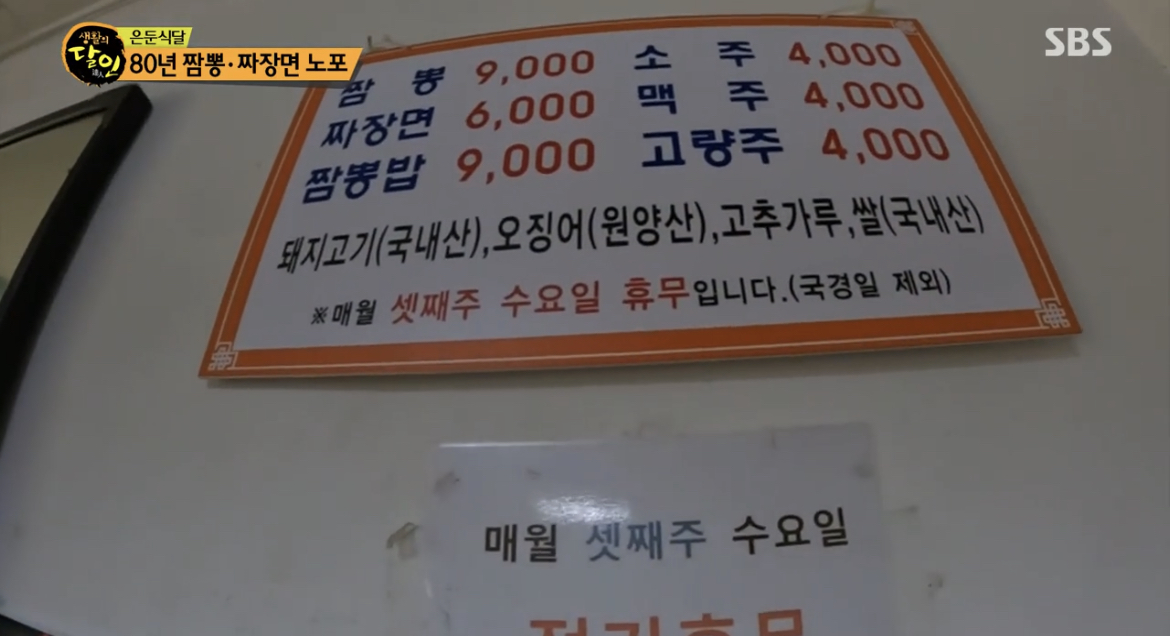 생활의 달인
은둔식달
80년 짬뽕·짜장면 노포
SBS
짬 뽕 9,000 소 주 4,000
짜장면 6,000 맥 주 4,000
짬뽕밥 9,000 고량주 4,000
돼지고기(국내산),오징어(원양산),고추가루,쌀(국내산)
※매월 셋째주 수요일 휴무입니다.(국경일 제외)
매월 셋째주 수요일
정기휴무